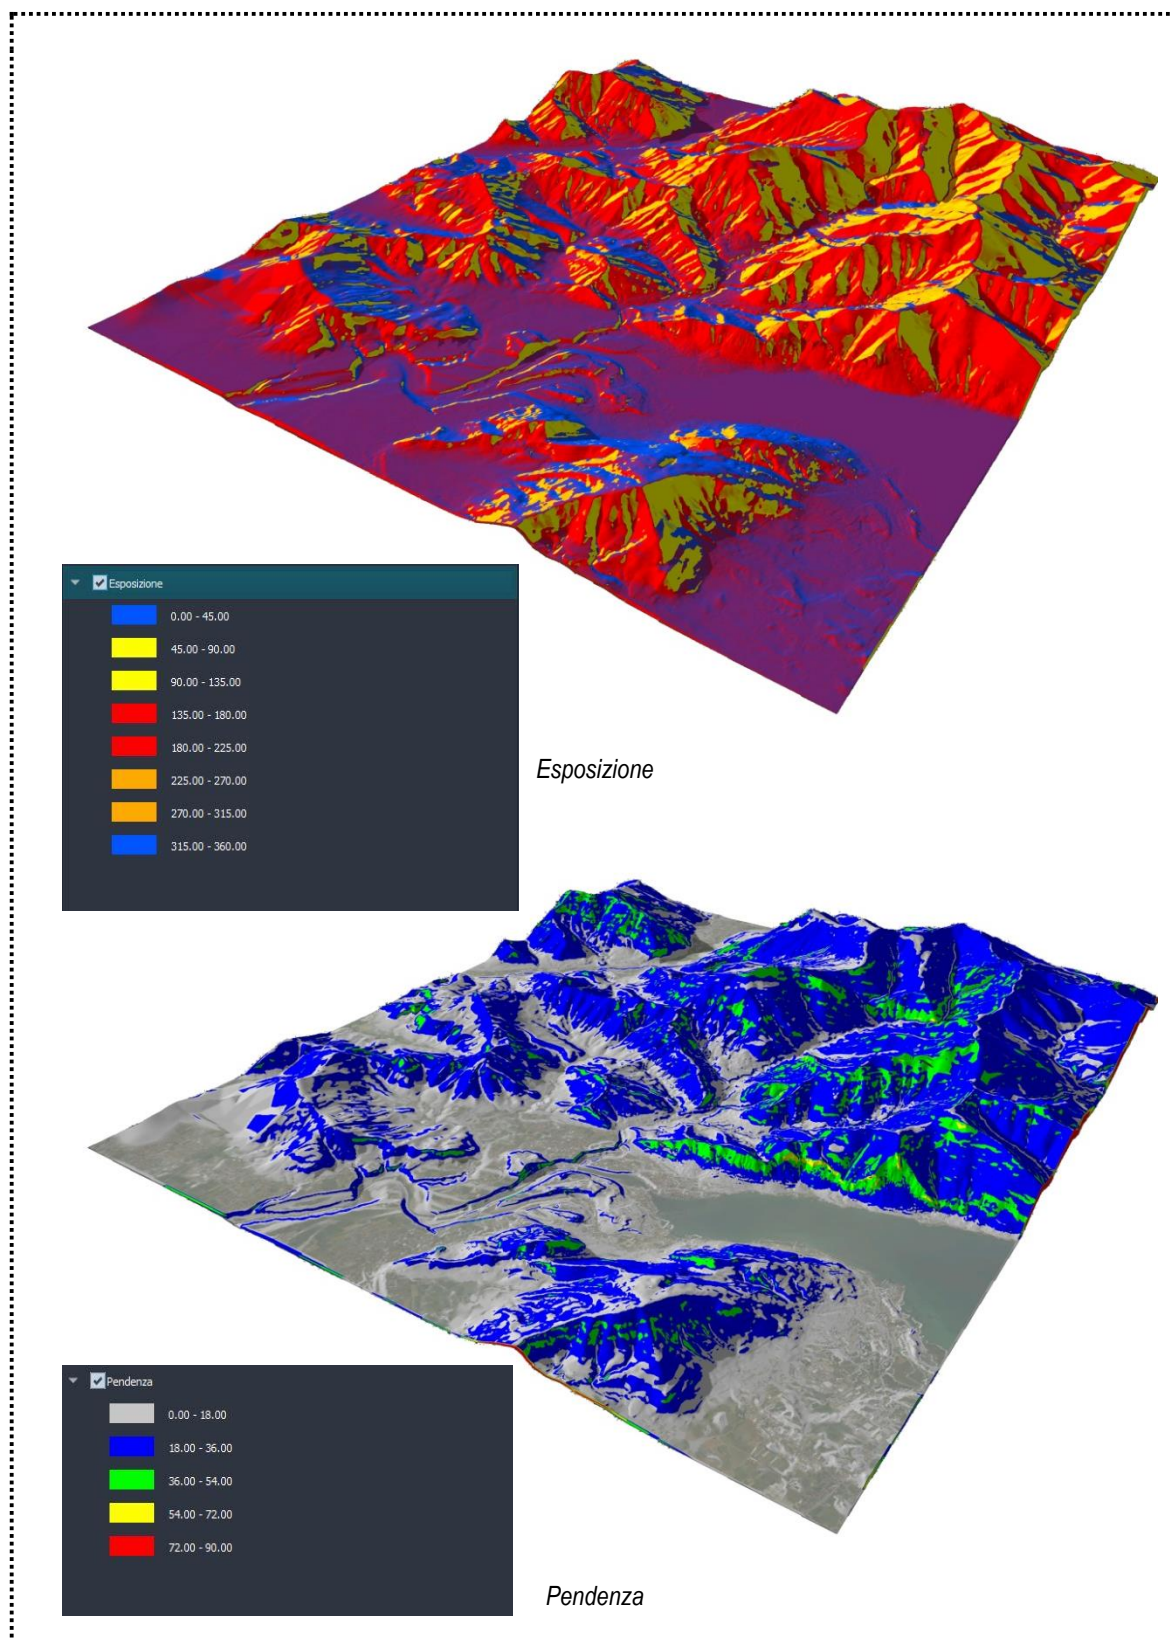 Esposizione
0.00 - 45.00
45.00 - 90.00
90.00 - 135.00
135.00 - 180.00
180.00 - 225.00
225.00 - 270.00
270.00 - 315.00
315.00 - 360.00
Esposizione
Pendenza
0.00 - 18.00
18.00 - 36.00
36.00 - 54.00
54.00 - 72.00
72.00 - 90.00
Pendenza